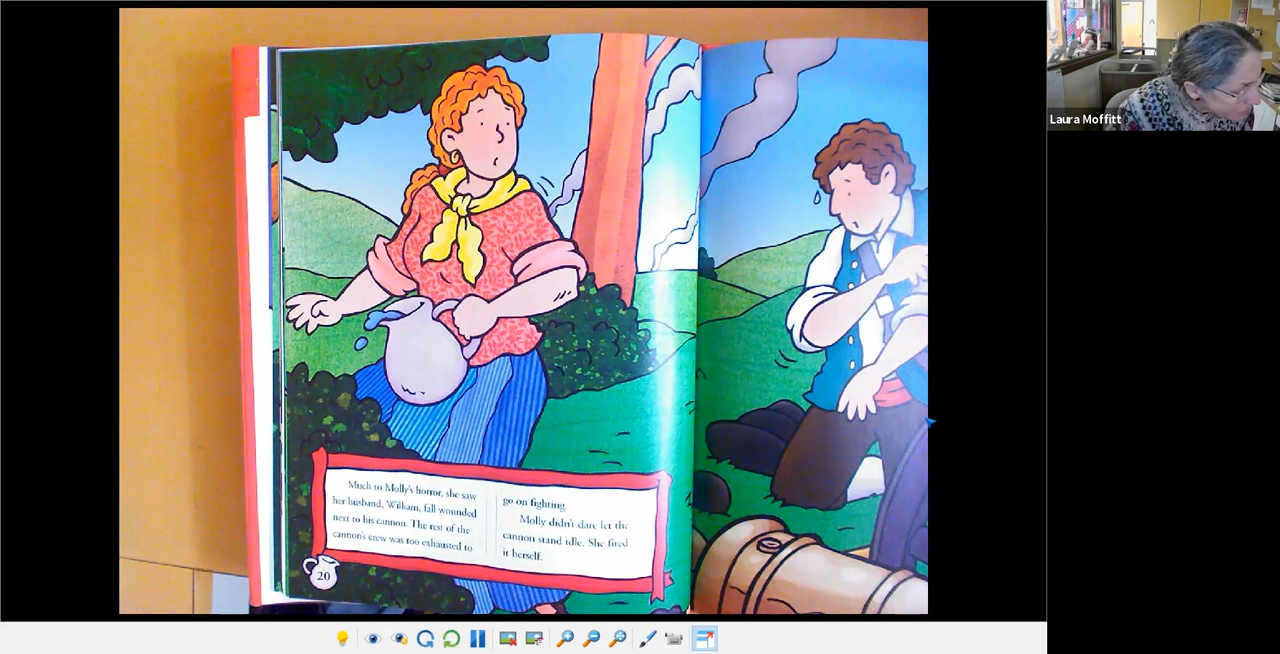 Laura Moffitt
Much to Molly's horror, she saw
her husband, William, fall wounded
next to his cannon. The rest of the
cannon's crew was too exhausted to
go on fighting.
Molly didn't dare let the
cannon stand idle. She fired
it herself.
20